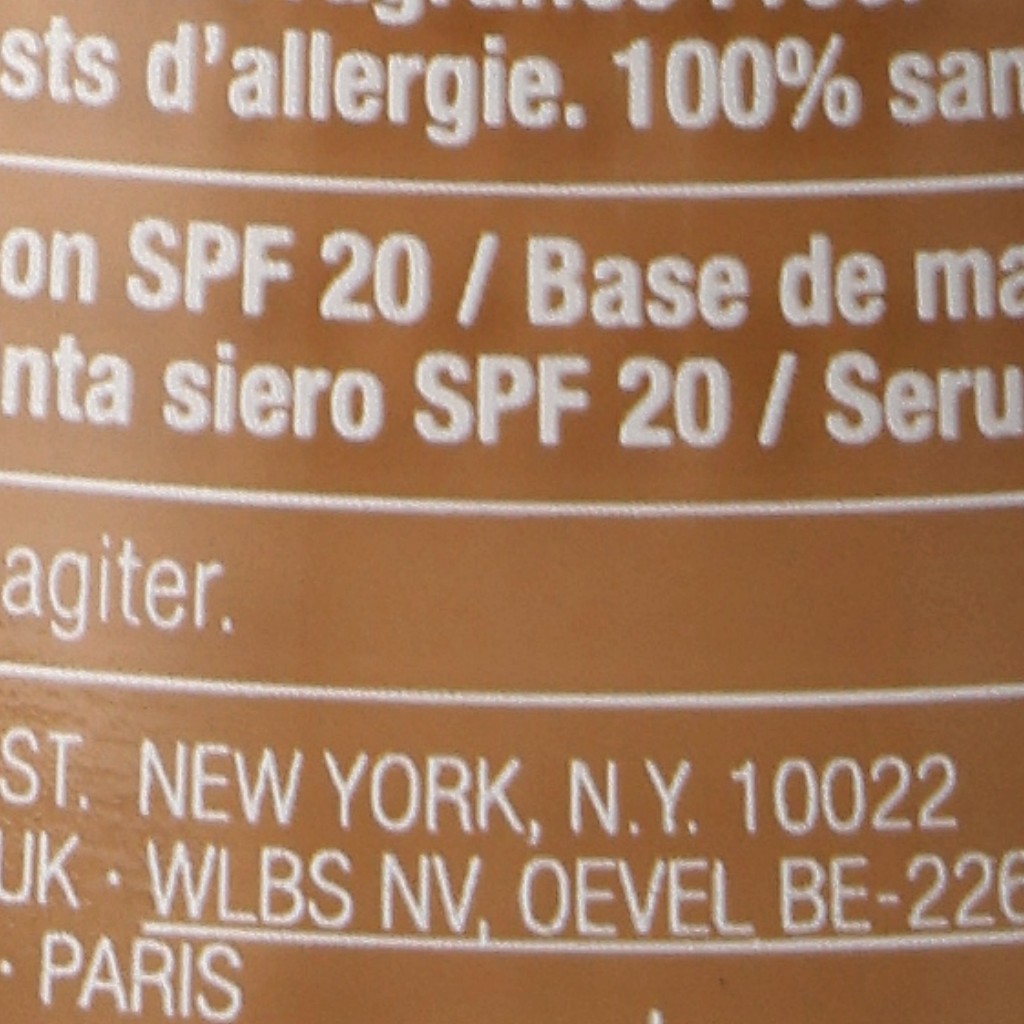 sts d’allergie. 100% san
on SPF 20 / Base de ma
nta siero SPF 20 / Seru
agiter.
ST. NEW YORK, N.Y. 10022
UK · WLBS NV, OEVEL BE-226
· PARIS